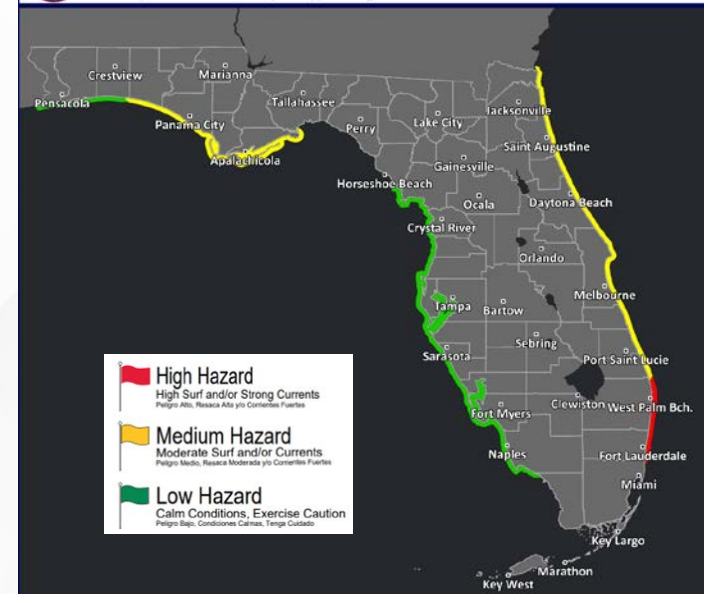 Crestview
Marianna
Pensacola
Tallahassee
Jacksonville
Panama City
Perry
Lake City
Saint Augustine
Apalachicola
Gainesville
Horseshoe Beach
Ocala
Daytona Beach
Crystal River
Orlando
Melbourne
Tampa
Bartow
Sebring
Sarasota
Port Saint Lucie
Fort Myers
Clewiston
West Palm Bch.
Naples
Fort Lauderdale
Miami
Key Largo
Marathon
Key West
High Hazard
High Surf and/or Strong Currents
Peligro Alto, Resaca Alta y/o Corrientes Fuertes
Medium Hazard
Moderate Surf and/or Currents
Peligro Medio, Resaca Moderada y/o Corrientes Fuertes
Low Hazard
Calm Conditions, Exercise Caution
Peligro Bajo, Condiciones Calmas, Tenga Cuidado